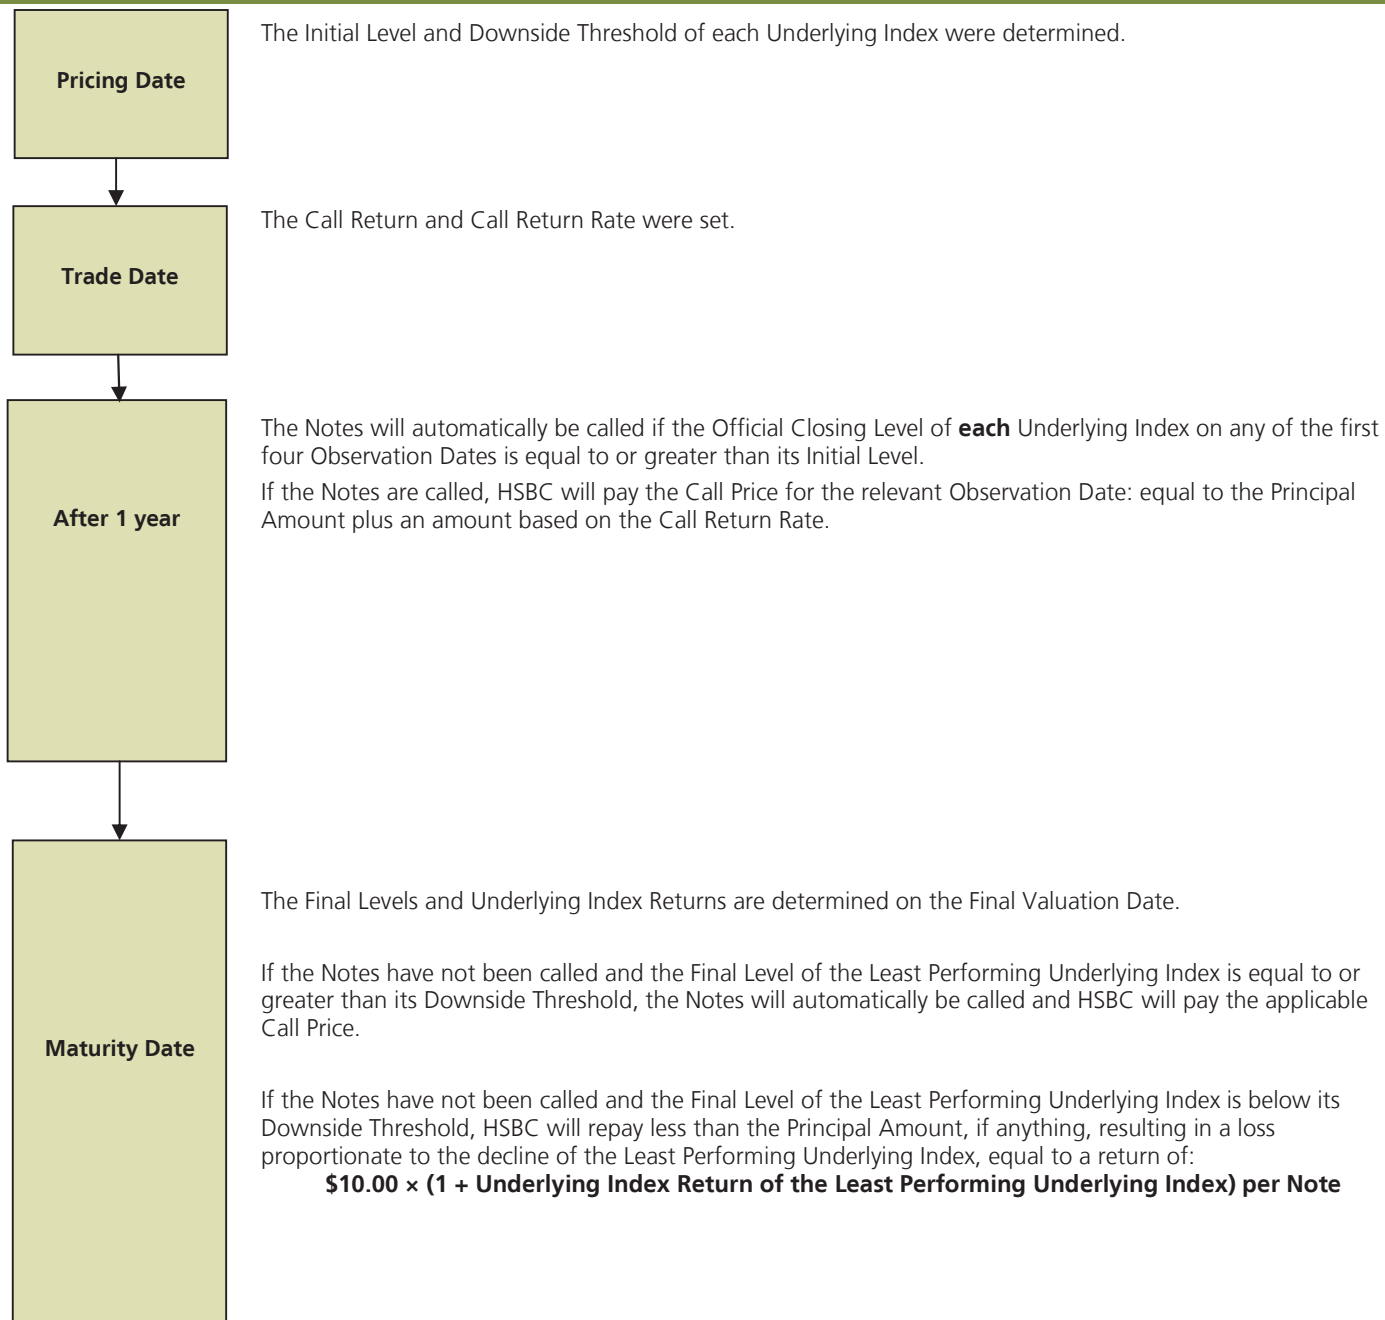 The Initial Level and Downside Threshold of each Underlying Index were determined.
Pricing Date
The Call Return and Call Return Rate were set.
Trade Date
The Notes will automatically be called if the Official Closing Level of each Underlying Index on any of the first
four Observation Dates is equal to or greater than its Initial Level.
If the Notes are called, HSBC will pay the Call Price for the relevant Observation Date: equal to the Principal
Amount plus an amount based on the Call Return Rate.
After 1 year
The Final Levels and Underlying Index Returns are determined on the Final Valuation Date.
If the Notes have not been called and the Final Level of the Least Performing Underlying Index is equal to or
greater than its Downside Threshold, the Notes will automatically be called and HSBC will pay the applicable
Call Price.
Maturity Date
If the Notes have not been called and the Final Level of the Least Performing Underlying Index is below its
Downside Threshold, HSBC will repay less than the Principal Amount, if anything, resulting in a loss
proportionate to the decline of the Least Performing Underlying Index, equal to a return of:
$10.00 × (1 + Underlying Index Return of the Least Performing Underlying Index) per Note